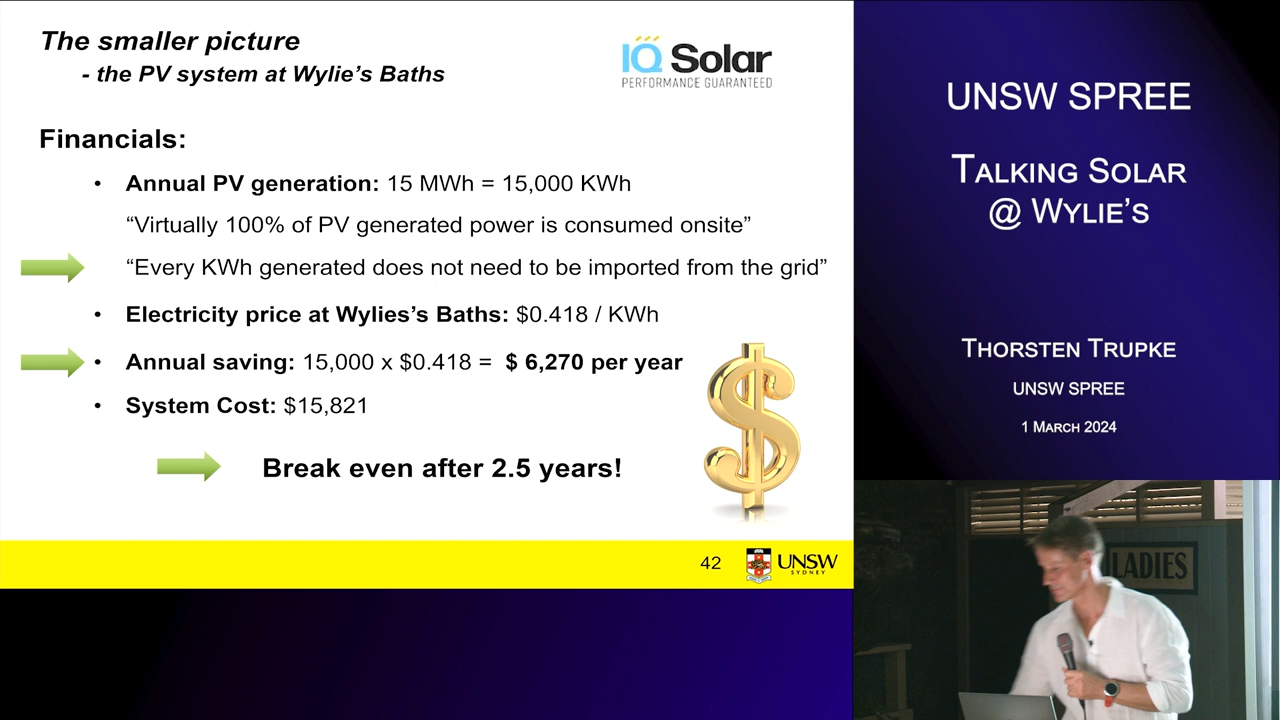 The smaller picture
- the PV system at Wylie's Baths
IQ Solar
PERFORMANCE GUARANTEED
Financials:
• Annual PV generation: 15 MWh = 15,000 KWh
“Virtually 100% of PV generated power is consumed onsite”
“Every KWh generated does not need to be imported from the grid”
• Electricity price at Wylies's Baths: $0.418 / KWh
• Annual saving: 15,000 x $0.418 = $ 6,270 per year
• System Cost: $15,821
Break even after 2.5 years!
42
UNSW
SYDNEY
UNSW SPREE
TALKING SOLAR
@ WYLIE'S
THORSTEN TRUPKE
UNSW SPREE
1 MARCH 2024
LADIES